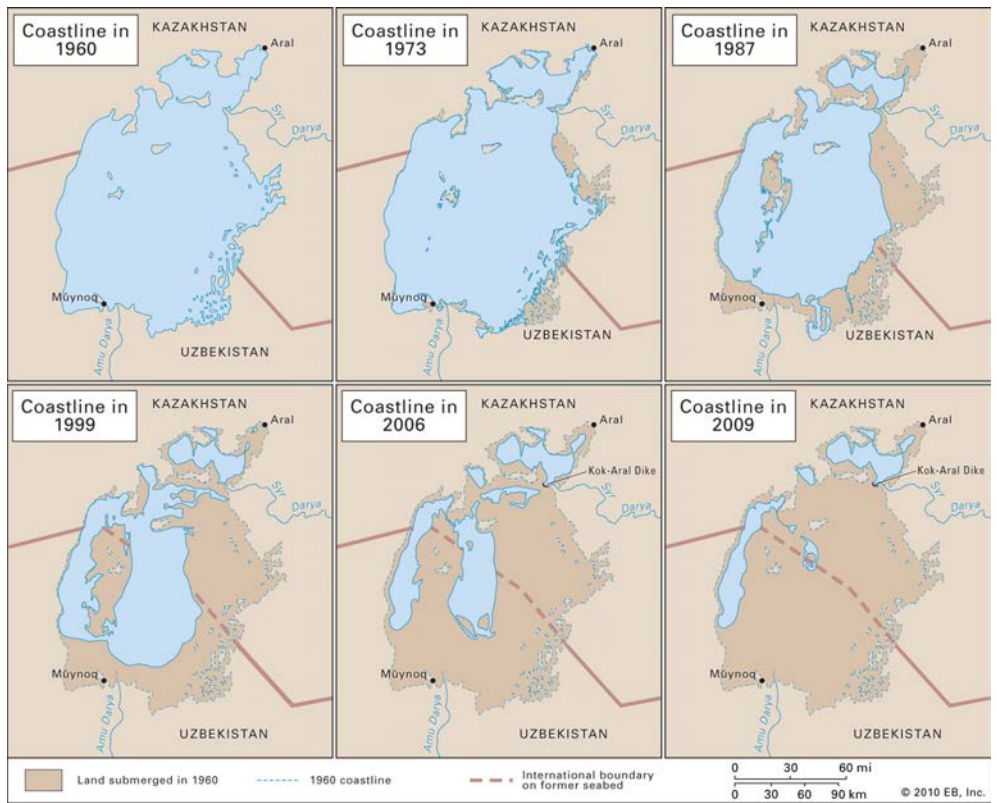 Coastline in
1960
KAZAKHSTAN
Aral
Syr
Darya
Mŭynoq
Amu Darya
UZBEKISTAN
Coastline in
1973
KAZAKHSTAN
Aral
Syr
Darya
Mŭynoq
Amu Darya
UZBEKISTAN
Coastline in
1987
KAZAKHSTAN
Aral
Syr
Darya
Mŭynoq
Amu Darya
UZBEKISTAN
Coastline in
1999
KAZAKHSTAN
Aral
Syr
Darya
Mŭynoq
Amu Darya
UZBEKISTAN
Coastline in
2006
KAZAKHSTAN
Aral
Kok-Aral Dike
Syr
Darya
Mŭynoq
Amu Darya
UZBEKISTAN
Coastline in
2009
KAZAKHSTAN
Aral
Kok-Aral Dike
Syr
Darya
Mŭynoq
Amu Darya
UZBEKISTAN
Land submerged in 1960
1960 coastline
International boundary
on former seabed
0 30 60 mi
0 30 60 90 km
© 2010 EB, Inc.